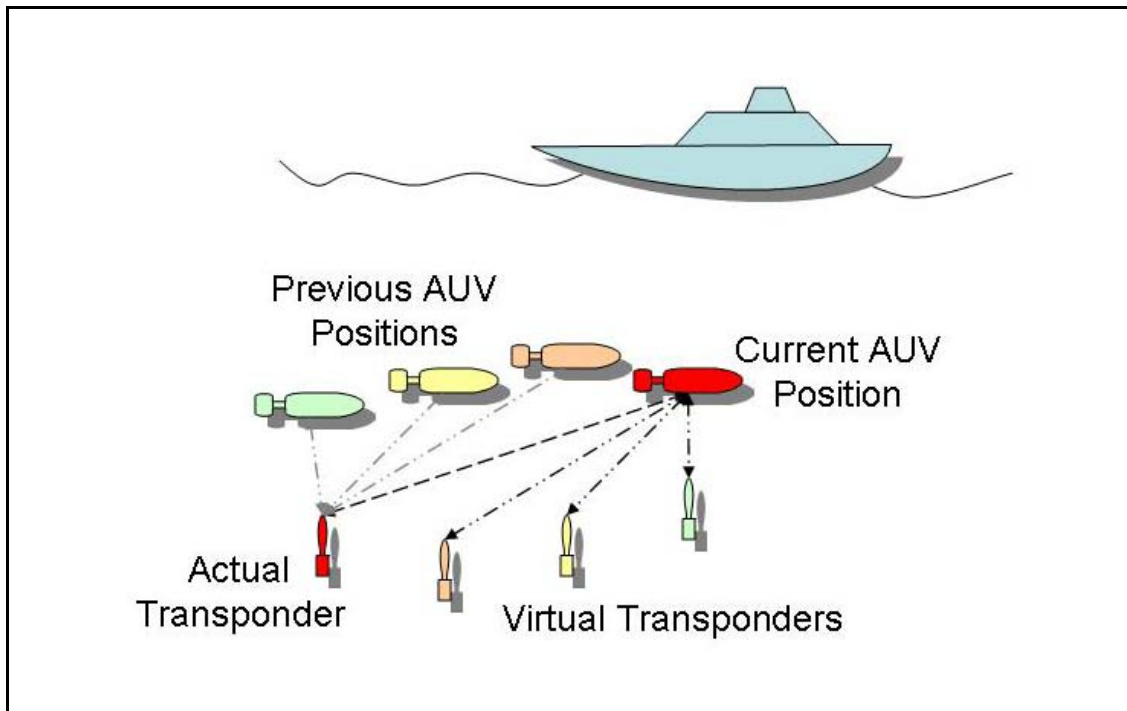 Previous AUV
Positions
Current AUV
Position
Actual
Transponder
Virtual Transponders